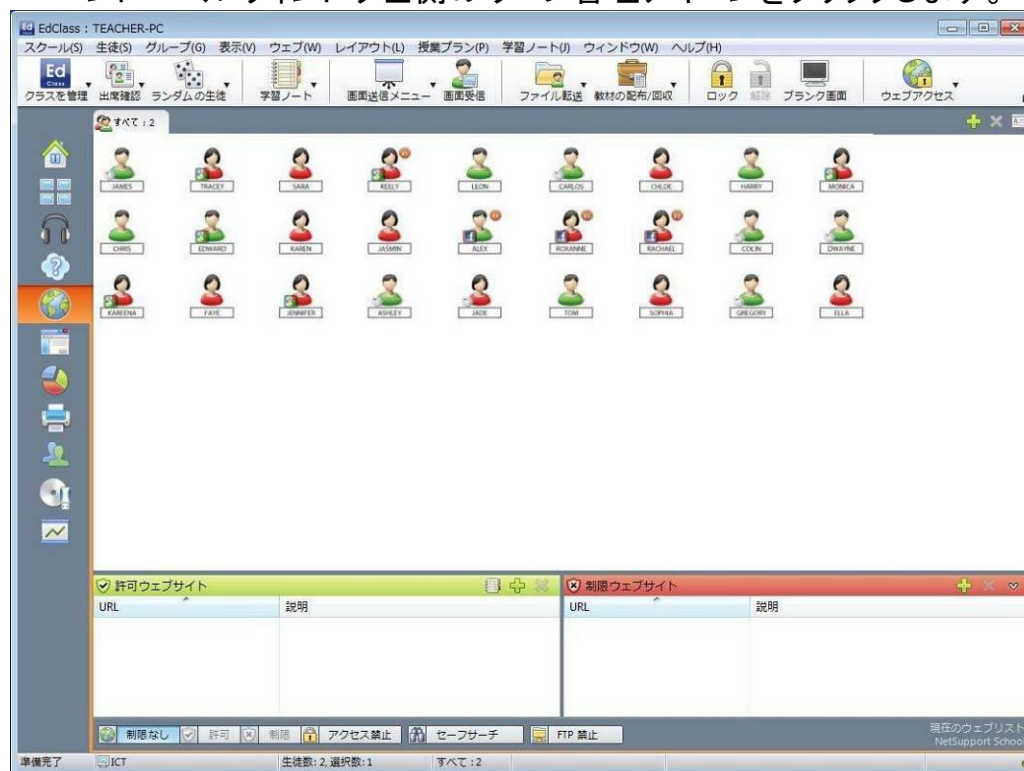 EdClass : TEACHER-PC
スクール(S) 生徒(S) グループ(G) 表示(V) ウェブ(W) レイアウト(L) 授業プラン(P) 学習ノート(J) ウィンドウ(W) ヘルプ(H)
Ed
Class
クラスを管理 出席確認 ランダムの生徒 学習ノート 画面送信メニュー 画面受信 ファイル転送 教材の配布/回収 ロック 解除 ブランク画面 ウェブアクセス
すべて : 2
JAMES TRACEY SARA KEELY LEON CARLOS CHLOE HARRY MONICA
CHRIS EDWARD KAREN JASMIN ALEX ROXANNE RACHAEL COLIN DWAYNE
KAREENA FAYE JENNIFER ASHLEY JADE TOM SOPHIA GREGORY ELLA
許可ウェブサイト 制限ウェブサイト
URL 説明 URL 説明
制限なし 許可 制限 アクセス禁止 セーフサーチ FTP 禁止
現在のウェブリスト
NetSupport School
準備完了 ICT 生徒数: 2, 選択数: 1 すべて : 2